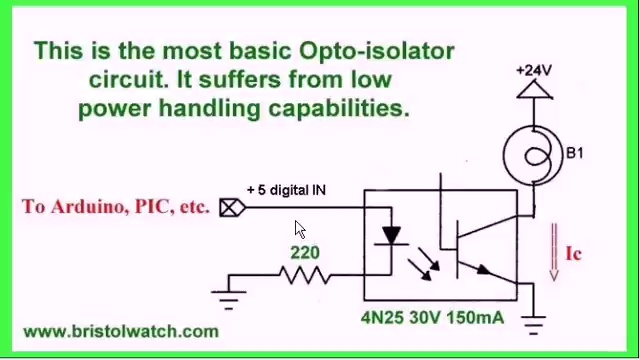 This is the most basic Opto-isolator
circuit. It suffers from low
power handling capabilities.
+24V
B1
+ 5 digital IN
To Arduino, PIC, etc.
220
Ic
4N25 30V 150mA
www.bristolwatch.com